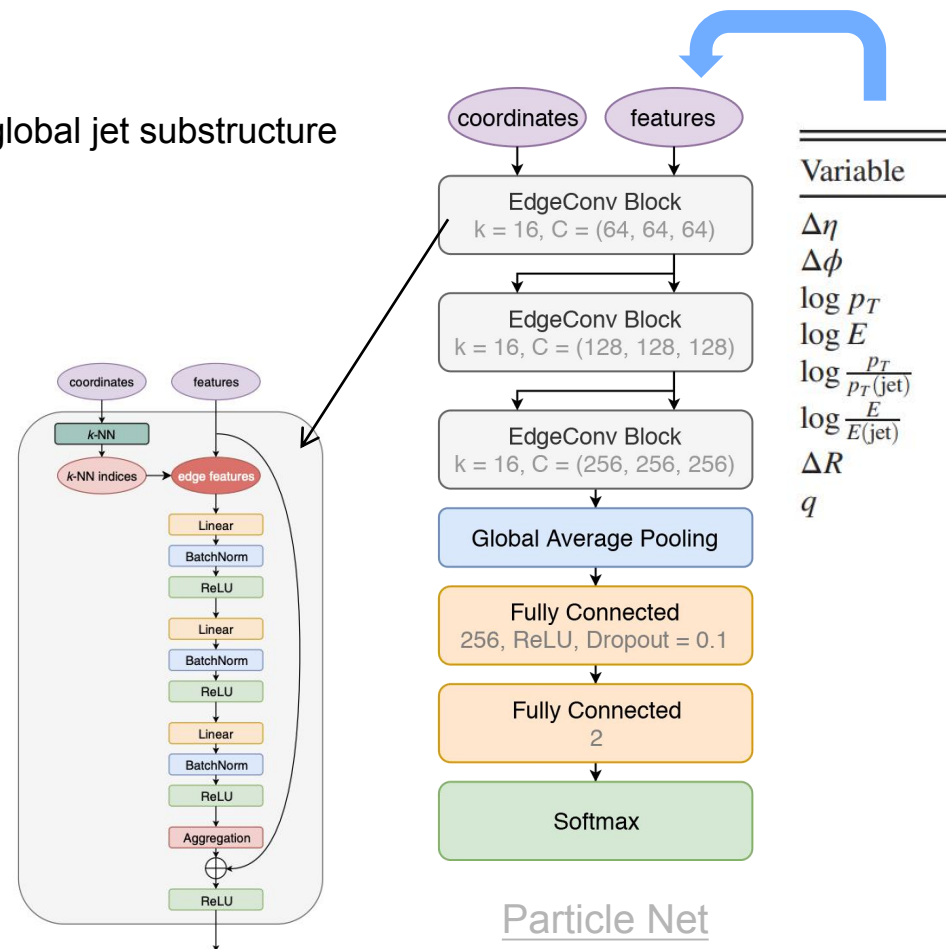 global jet substructure
coordinates
features
EdgeConv Block
k = 16, C = (64, 64, 64)
EdgeConv Block
k = 16, C = (128, 128, 128)
EdgeConv Block
k = 16, C = (256, 256, 256)
Global Average Pooling
Fully Connected
256, ReLU, Dropout = 0.1
Fully Connected
2
Softmax
Particle Net
coordinates
features
k-NN
k-NN indices
edge features
Linear
BatchNorm
ReLU
Linear
BatchNorm
ReLU
Linear
BatchNorm
ReLU
Aggregation
ReLU
Variable
Δη
Δϕ
log p_T
log E
log p_T / p_T(jet)
log E / E(jet)
ΔR
q